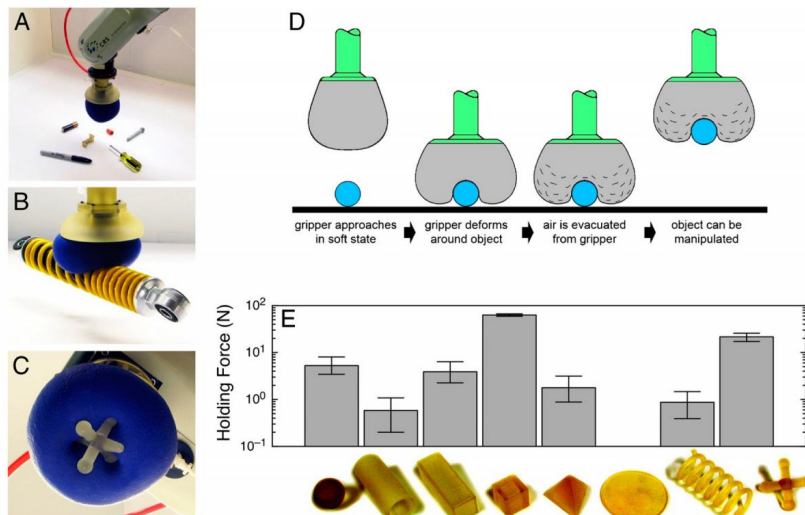 A
CRS
B
C
D
gripper approaches
in soft state
gripper deforms
around object
air is evacuated
from gripper
object can be
manipulated
E
Holding Force (N)
10²
10¹
10⁰
10⁻¹